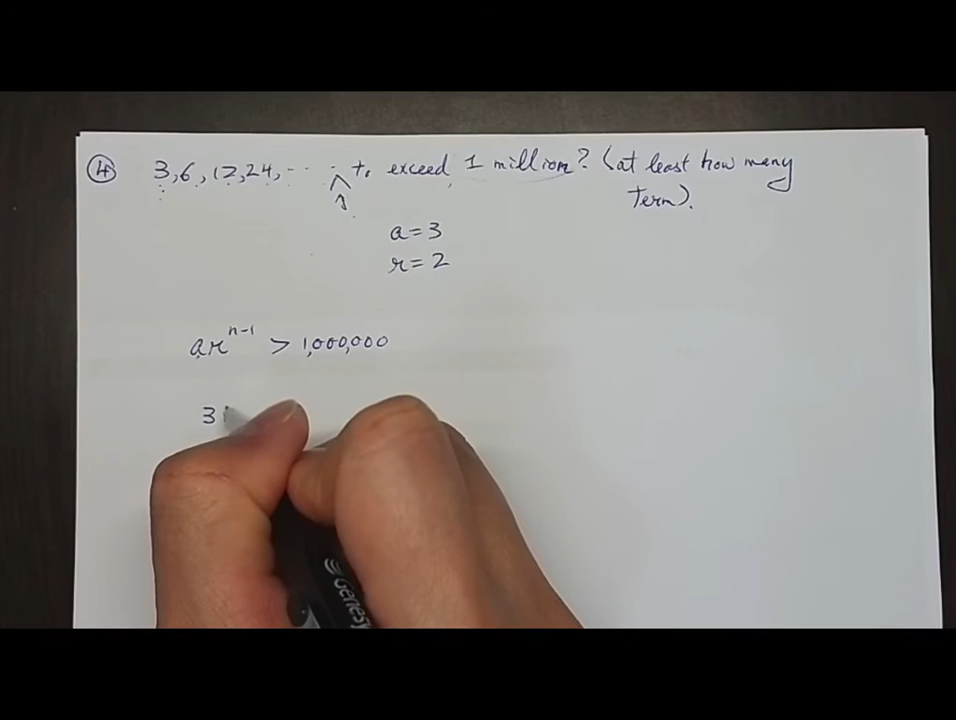 ④ 3,6,12,24, ... to exceed 1 million? (at least how many
term).
a=3
r=2
ar^n-1 > 1,000,000
3
Genesy